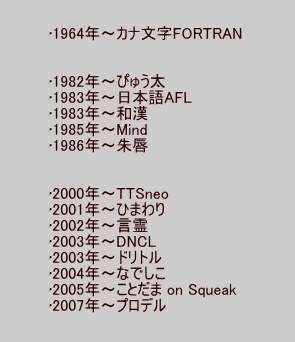 ·1964年～カナ文字FORTRAN
·1982年～ぴゅう太
·1983年～日本語AFL
·1983年～和漢
·1985年～Mind
·1986年～朱唇
·2000年～TTSneo
·2001年～ひまわり
·2002年～言霊
·2003年～DNCL
·2003年～ドリトル
·2004年～なでしこ
·2005年～ことだま on Squeak
·2007年～プロデル